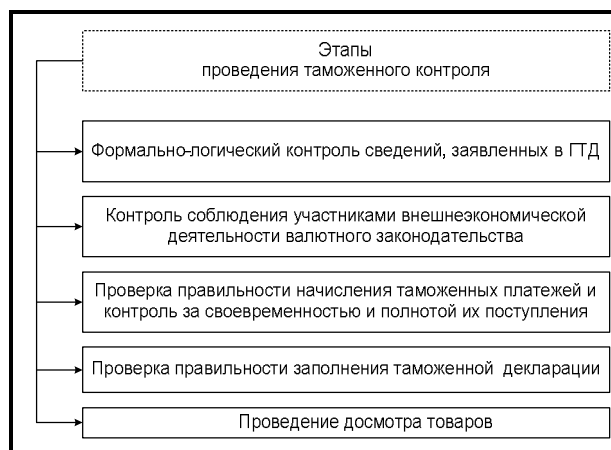 Этапы
проведения таможенного контроля
Формально-логический контроль сведений, заявленных в ГТД
Контроль соблюдения участниками внешнеэкономической
деятельности валютного законодательства
Проверка правильности начисления таможенных платежей и
контроль за своевременностью и полнотой их поступления
Проверка правильности заполнения таможенной декларации
Проведение досмотра товаров